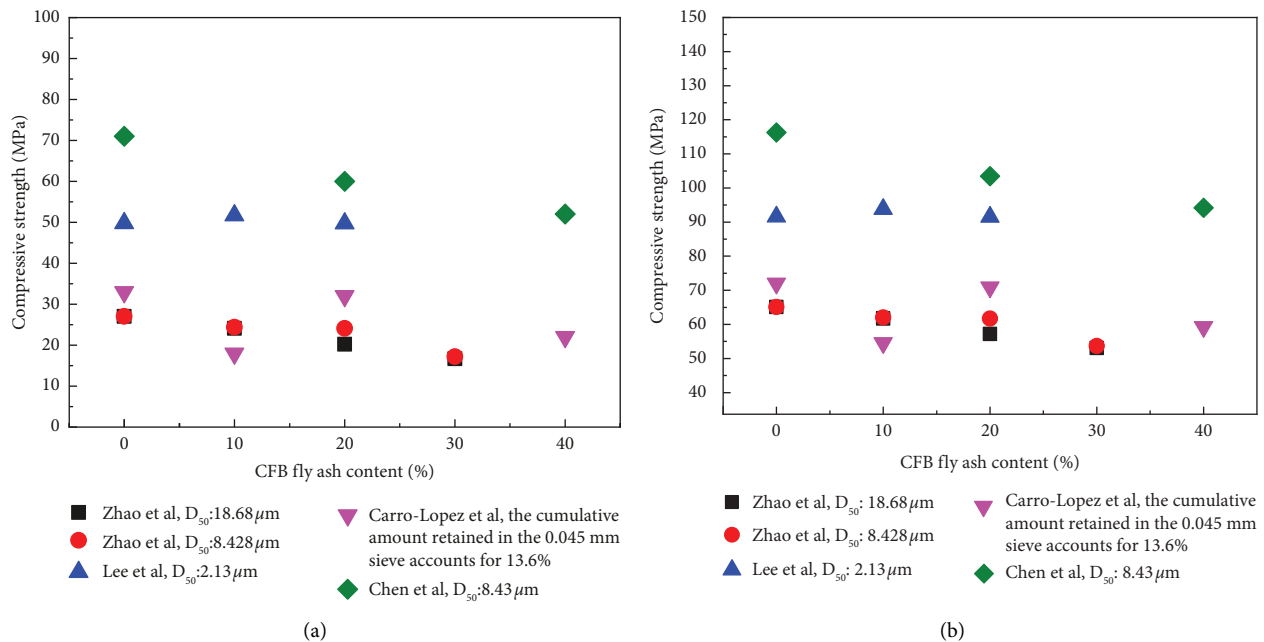 100
90
80
70
60
50
40
30
20
10
0
Compressive strength (MPa)
0 10 20 30 40
CFB fly ash content (%)
Zhao et al, D50:18.68μm
Zhao et al, D50:8.428μm
Lee et al, D50:2.13μm
Carro-Lopez et al, the cumulative
amount retained in the 0.045 mm
sieve accounts for 13.6%
Chen et al, D50:8.43μm
(a)
150
140
130
120
110
100
90
80
70
60
50
40
Compressive strength (MPa)
0 10 20 30 40
CFB fly ash content (%)
Zhao et al, D50: 18.68μm
Zhao et al, D50: 8.428μm
Lee et al, D50: 2.13μm
Carro-Lopez et al, the cumulative
amount retained in the 0.045 mm
sieve accounts for 13.6%
Chen et al, D50: 8.43μm
(b)